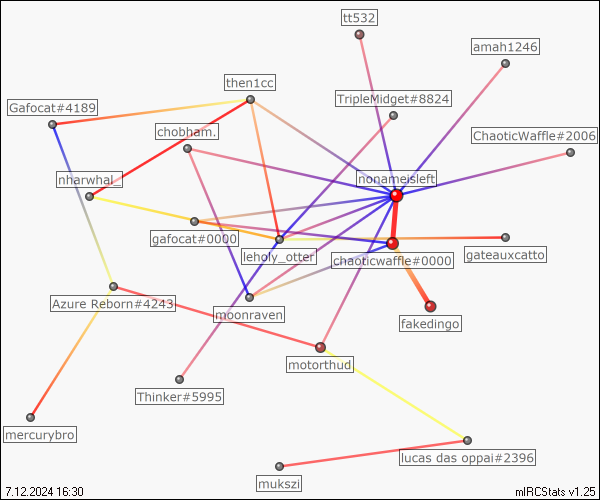 tt532
amah1246
then1cc
TripleMidget#8824
Gafocat#4189
chobham.
ChaoticWaffle#2006
nharwhal_
nonameisleft
gafocat#0000
leholy_otter
chaoticwaffle#0000
gateauxcatto
Azure Reborn#4243
moonraven
fakedingo
motorthud
Thinker#5995
mercurybro
lucas das oppai#2396
mukszi
7.12.2024 16:30
mIRCStats v1.25